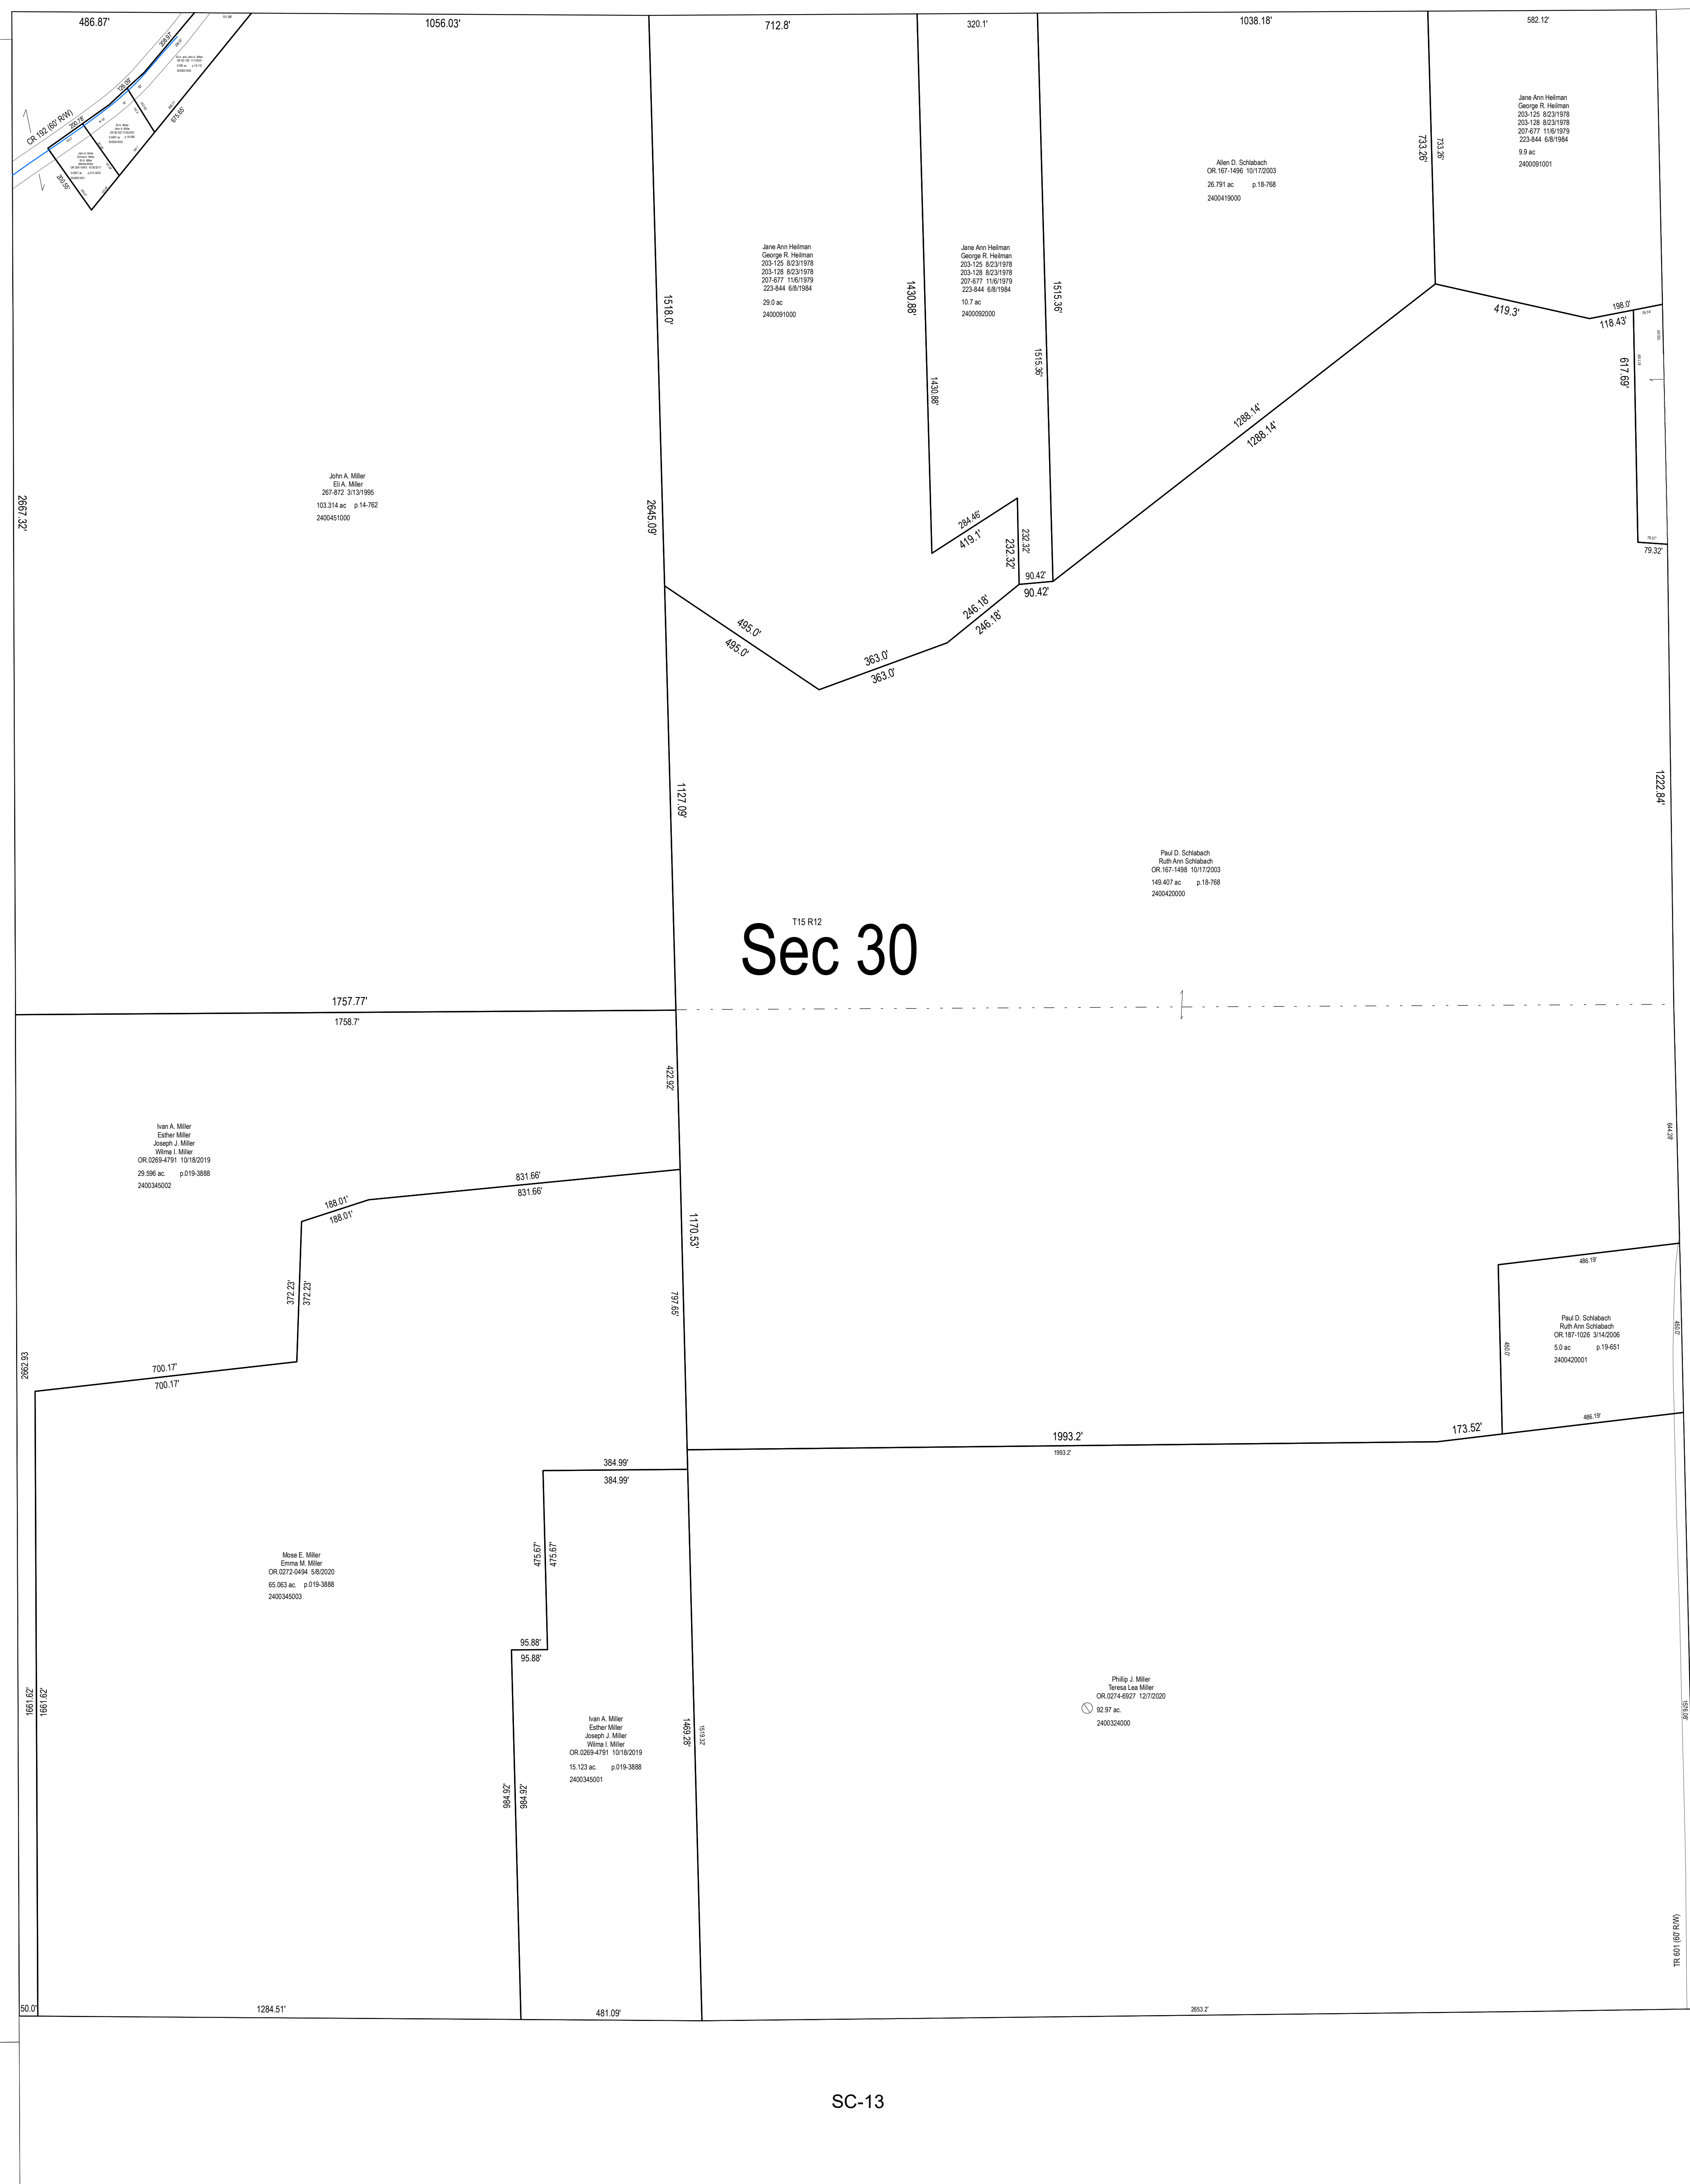 486.87'
1056.03'
712.8'
320.1'
1038.18'
582.12'
208.97'
126.09'
200.78'
CR 192 (60' R/W)
200.55'
675.65'
Jane Ann Heilman
George R. Heilman
203-125 8/23/1978
203-128 8/23/1978
207-677 11/6/1979
223-844 6/8/1984
9.9 ac
2400091001
733.26'
733.26'
Allen D. Schlabach
OR.167-1496 10/17/2003
26.791 ac p.18-768
2400419000
Jane Ann Heilman
George R. Heilman
203-125 8/23/1978
203-128 8/23/1978
207-677 11/6/1979
223-844 6/8/1984
29.0 ac
2400091000
Jane Ann Heilman
George R. Heilman
203-125 8/23/1978
203-128 8/23/1978
207-677 11/6/1979
223-844 6/8/1984
10.7 ac
2400092000
1518.0'
1430.88'
1430.88'
1515.36'
1515.36'
419.3'
198.0'
118.43'
617.69'
79.32'
1288.14'
1288.14'
John A. Miller
Eli A. Miller
267-872 3/13/1995
103.314 ac p.14-762
2400451000
2667.32'
2645.09'
284.46'
419.1'
232.32'
232.32'
90.42'
90.42'
246.18'
246.18'
495.0'
495.0'
363.0'
363.0'
1127.09'
1222.84'
Paul D. Schlabach
Ruth Ann Schlabach
OR.167-1498 10/17/2003
149.407 ac p.18-768
2400420000
T15 R12
Sec 30
1757.77'
1758.7'
422.92'
644.28'
Ivan A. Miller
Esther Miller
Joseph J. Miller
Wilma I. Miller
OR.0269-4791 10/18/2019
29.596 ac. p.019-3888
2400345002
831.66'
831.66'
188.01'
188.01'
1170.53'
372.23'
372.23'
797.65'
486.19'
Paul D. Schlabach
Ruth Ann Schlabach
OR.187-1026 3/14/2006
5.0 ac p.19-651
2400420001
450.0'
450.0'
2662.93
700.17'
700.17'
486.19'
173.52'
1993.2'
1993.2'
384.99'
384.99'
475.67'
475.67'
Mose E. Miller
Emma M. Miller
OR.0272-0494 5/8/2020
65.063 ac. p.019-3888
2400345003
95.88'
95.88'
1661.62'
1661.62'
Phillip J. Miller
Teresa Lea Miller
OR.0274-6927 12/7/2020
92.97 ac.
2400324000
Ivan A. Miller
Esther Miller
Joseph J. Miller
Wilma I. Miller
OR.0269-4791 10/18/2019
15.123 ac. p.019-3888
2400345001
1469.28'
1519.32'
1576.08'
984.92'
984.92'
TR 601 (60' R/W)
50.0'
1284.51'
481.09'
2653.2'
SC-13